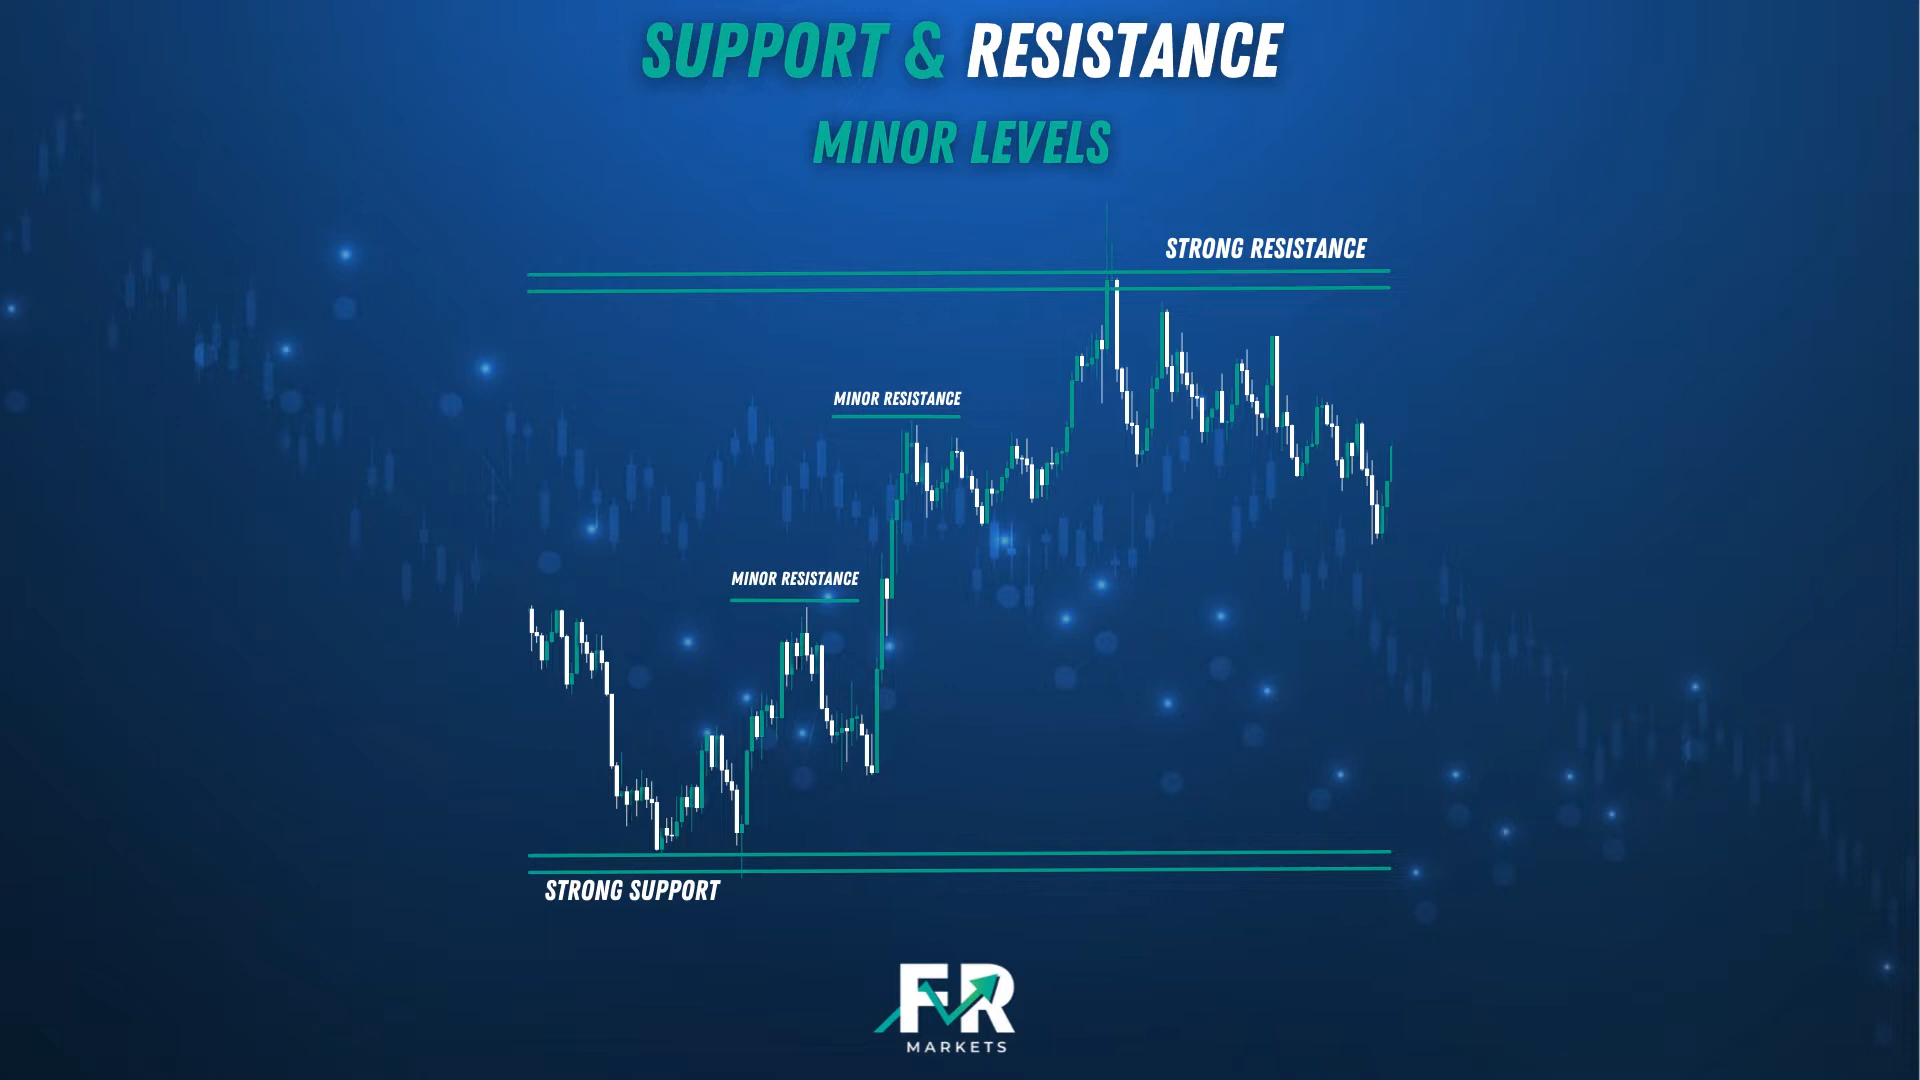 SUPPORT & RESISTANCE
MINOR LEVELS
STRONG RESISTANCE
MINOR RESISTANCE
MINOR RESISTANCE
STRONG SUPPORT
FR
MARKETS